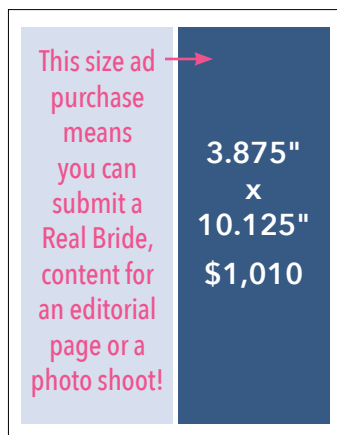 This size ad
purchase
means
you can
submit a
Real Bride,
content for
an editorial
page or a
photo shoot!
3.875"
x
10.125"
$1,010